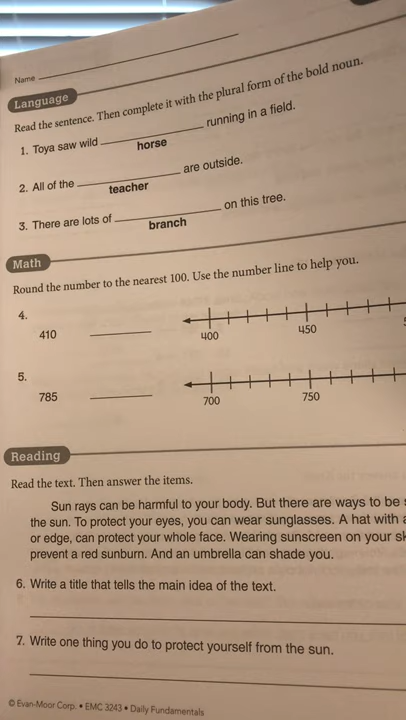 Name
Language
Read the sentence. Then complete it with the plural form of the bold noun.
1. Toya saw wild ____________ running in a field.
horse
2. All of the ____________ are outside.
teacher
3. There are lots of ____________ on this tree.
branch
Math
Round the number to the nearest 100. Use the number line to help you.
4.
410 ________
400 450
5.
785 ________
700 750
Reading
Read the text. Then answer the items.
Sun rays can be harmful to your body. But there are ways to be
the sun. To protect your eyes, you can wear sunglasses. A hat with
or edge, can protect your whole face. Wearing sunscreen on your
prevent a red sunburn. And an umbrella can shade you.
6. Write a title that tells the main idea of the text.
7. Write one thing you do to protect yourself from the sun.
© Evan-Moor Corp. • EMC 3243 • Daily Fundamentals